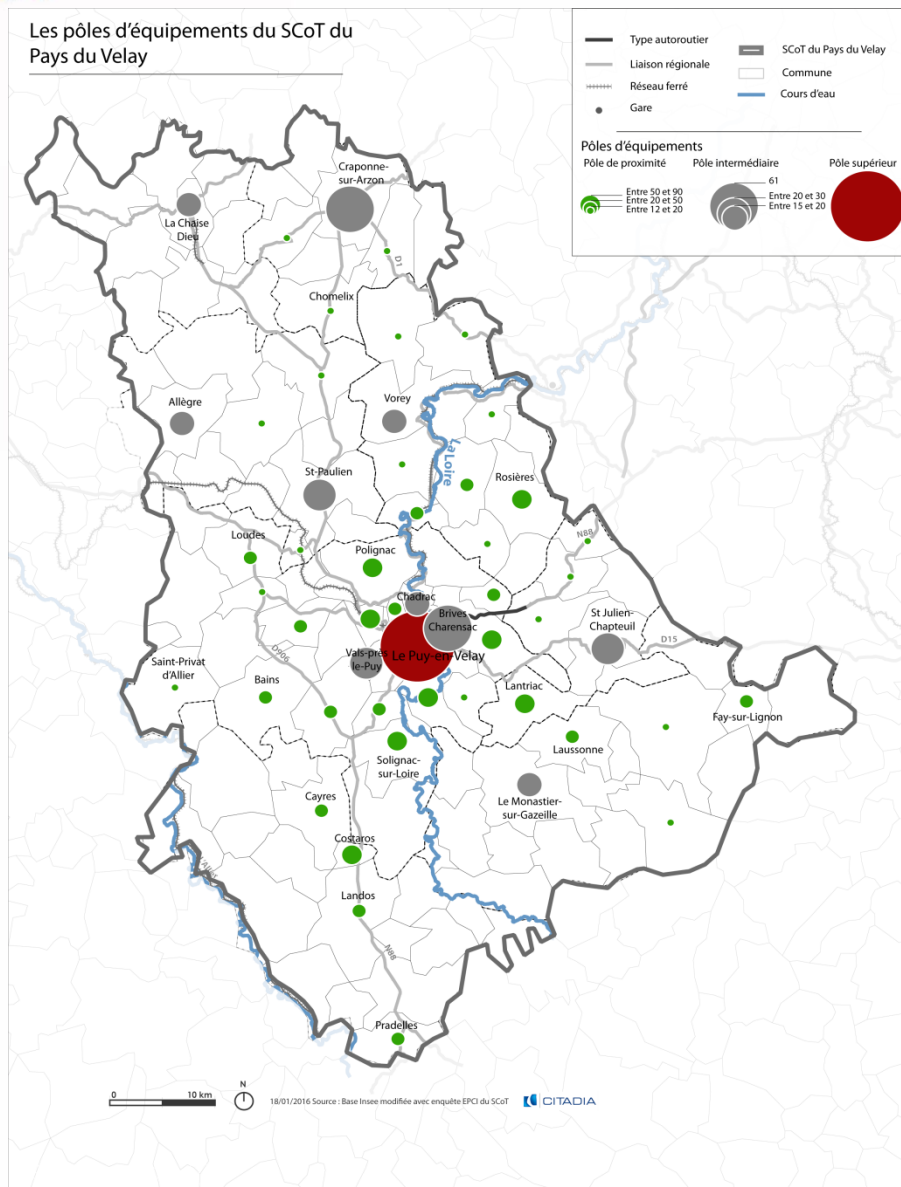 Les pôles d'équipements du SCoT du
Pays du Velay
Type autoroutier
Liaison régionale
Réseau ferré
Gare
SCoT du Pays du Velay
Commune
Cours d'eau
Pôles d'équipements
Pôle de proximité
Pôle intermédiaire
Pôle supérieur
Entre 50 et 90
Entre 20 et 50
Entre 12 et 20
61
Entre 20 et 30
Entre 15 et 20
Craponne-
sur-Arzon
La Chaise
Dieu
D1
Chomelix
Allègre
Vorey
La Loire
St-Paulien
Rosières
N88
Loudes
Polignac
Chadrac
Brives
Charensac
St Julien-
Chapteuil
D15
Vals-près
le-Puy
Le Puy-en-Velay
D906
Saint-Privat
d'Allier
Bains
Lantriac
Fay-sur-Lignon
Laussonne
Solignac-
sur-Loire
Le Monastier-
sur-Gazeille
Cayres
Costaros
Landos
N88
Pradelles
0 10 km
N
18/01/2016 Source : Base Insee modifiée avec enquête EPCI du SCoT
CITADIA